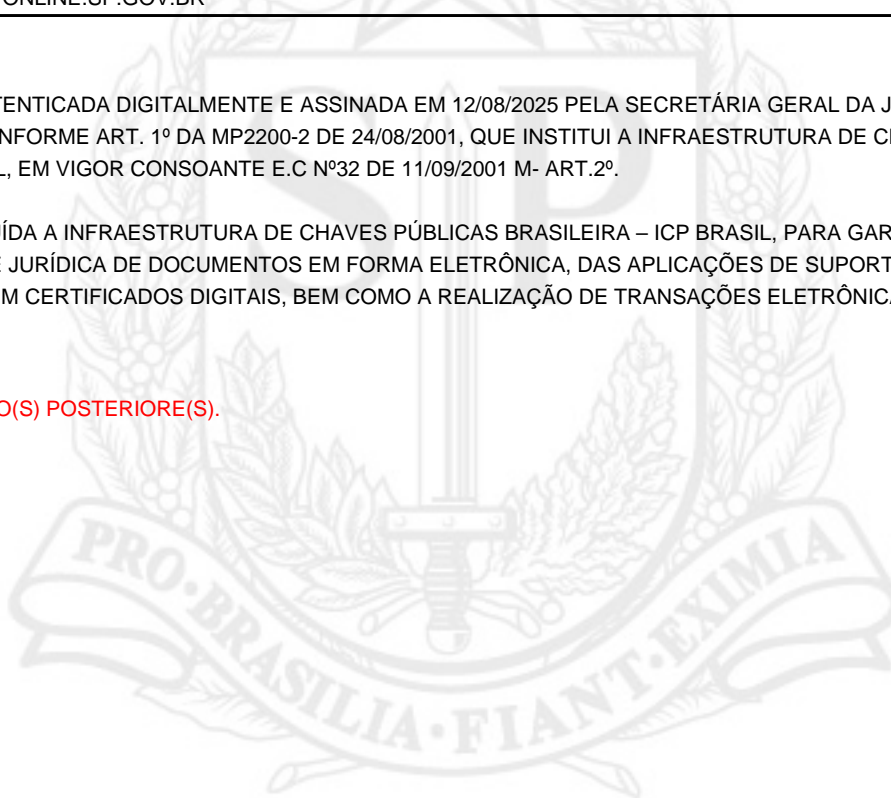 ONLINE.SP.GOV.BR
TENTICADA DIGITALMENTE E ASSINADA EM 12/08/2025 PELA SECRETÁRIA GERAL DA J
NFORME ART. 1º DA MP2200-2 DE 24/08/2001, QUE INSTITUI A INFRAESTRUTURA DE C
L, EM VIGOR CONSOANTE E.C Nº32 DE 11/09/2001 M- ART.2º.
ÍDA A INFRAESTRUTURA DE CHAVES PÚBLICAS BRASILEIRA – ICP BRASIL, PARA GAR
E JURÍDICA DE DOCUMENTOS EM FORMA ELETRÔNICA, DAS APLICAÇÕES DE SUPORT
M CERTIFICADOS DIGITAIS, BEM COMO A REALIZAÇÃO DE TRANSAÇÕES ELETRÔNICA
O(S) POSTERIORE(S).
SP
PRO·BRASILIA·FIANT·EXIMIA